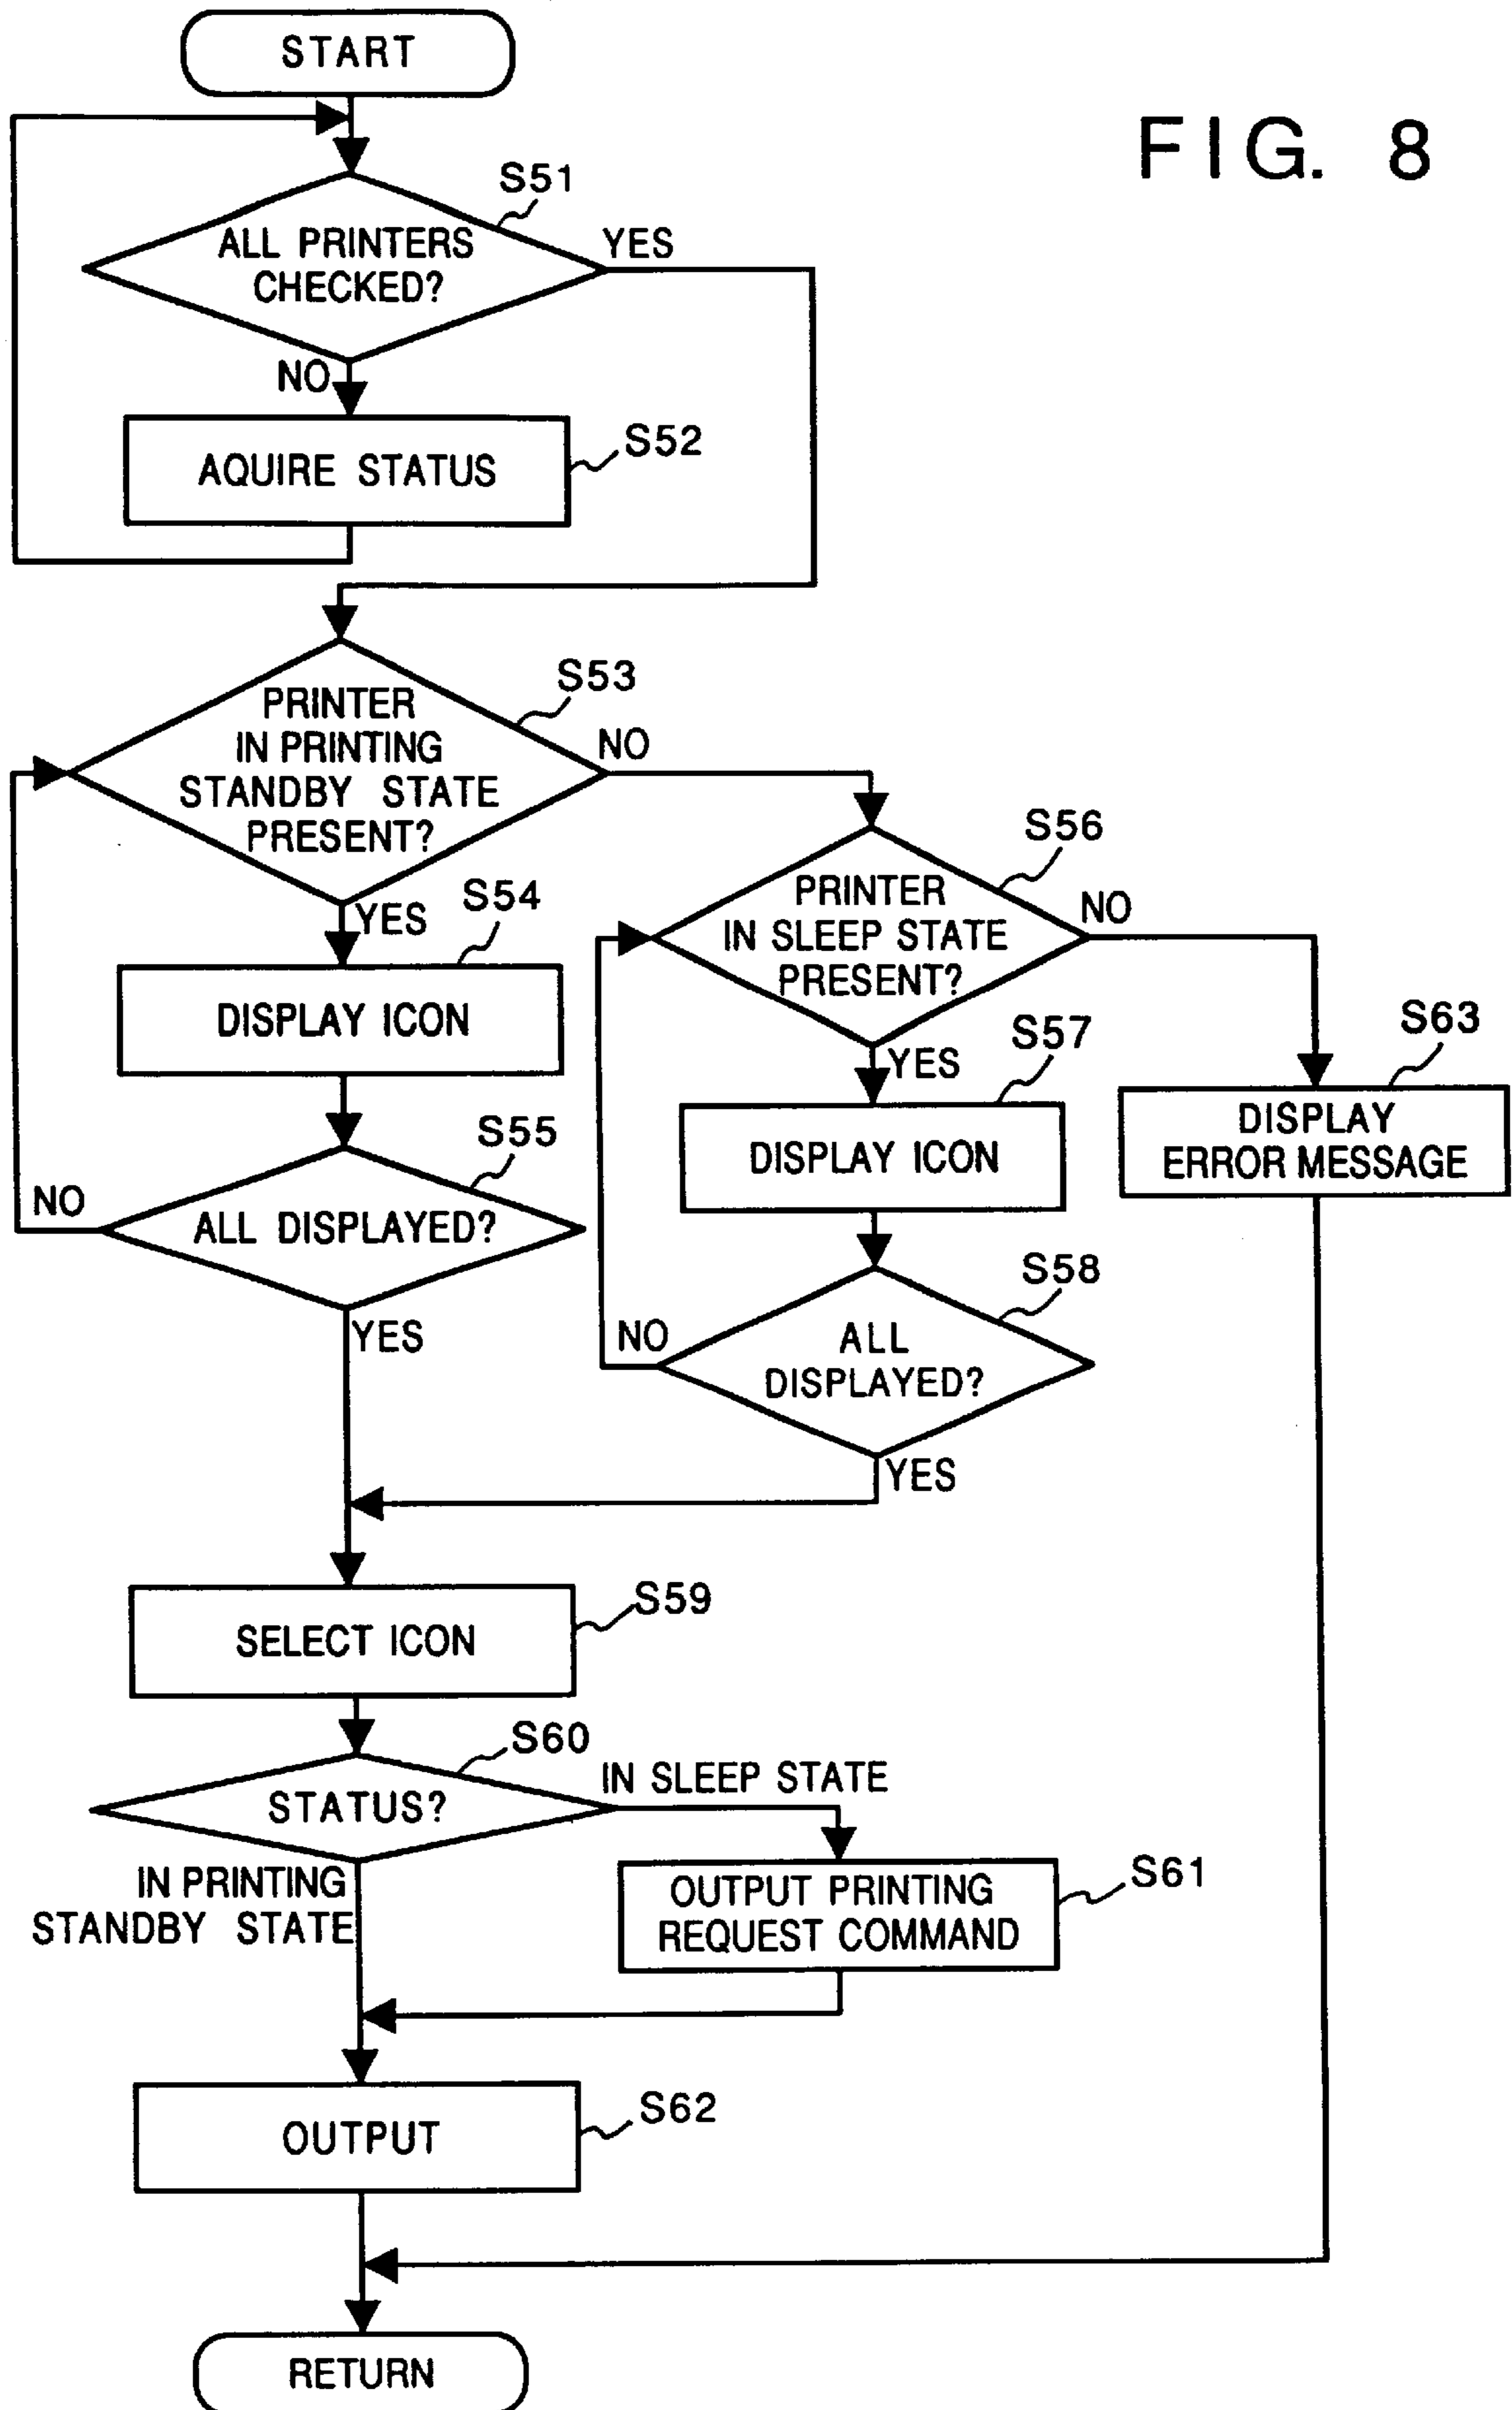 START
FIG. 8
S51
ALL PRINTERS
CHECKED?
YES
NO
S52
AQUIRE STATUS
S53
PRINTER
IN PRINTING
STANDBY STATE
PRESENT?
NO
YES
S54
DISPLAY ICON
S55
ALL DISPLAYED?
NO
YES
S56
PRINTER
IN SLEEP STATE
PRESENT?
NO
YES
S57
DISPLAY ICON
S58
ALL
DISPLAYED?
NO
YES
S63
DISPLAY
ERROR MESSAGE
S59
SELECT ICON
S60
STATUS?
IN SLEEP STATE
IN PRINTING
STANDBY STATE
S61
OUTPUT PRINTING
REQUEST COMMAND
S62
OUTPUT
RETURN